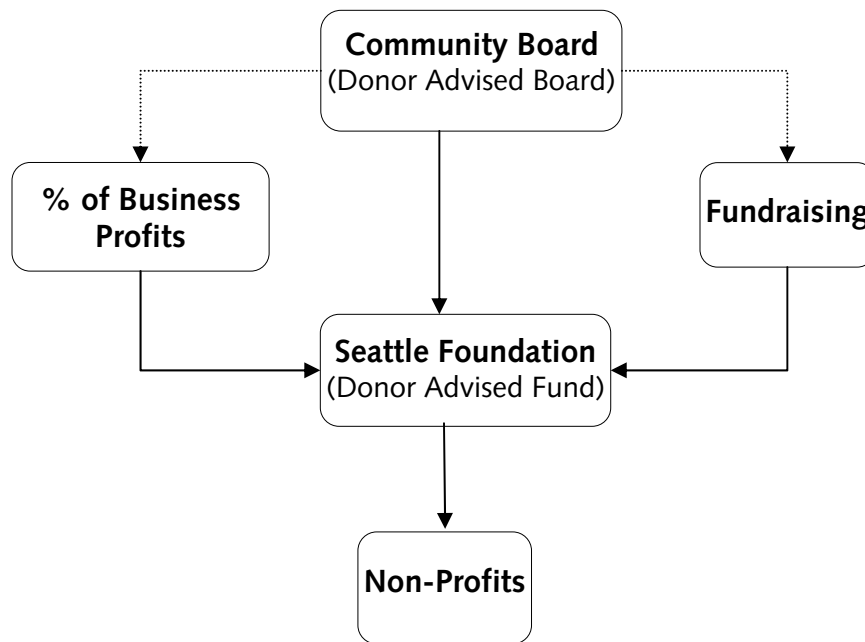 Community Board
(Donor Advised Board)
% of Business
Profits
Fundraising
Seattle Foundation
(Donor Advised Fund)
Non-Profits